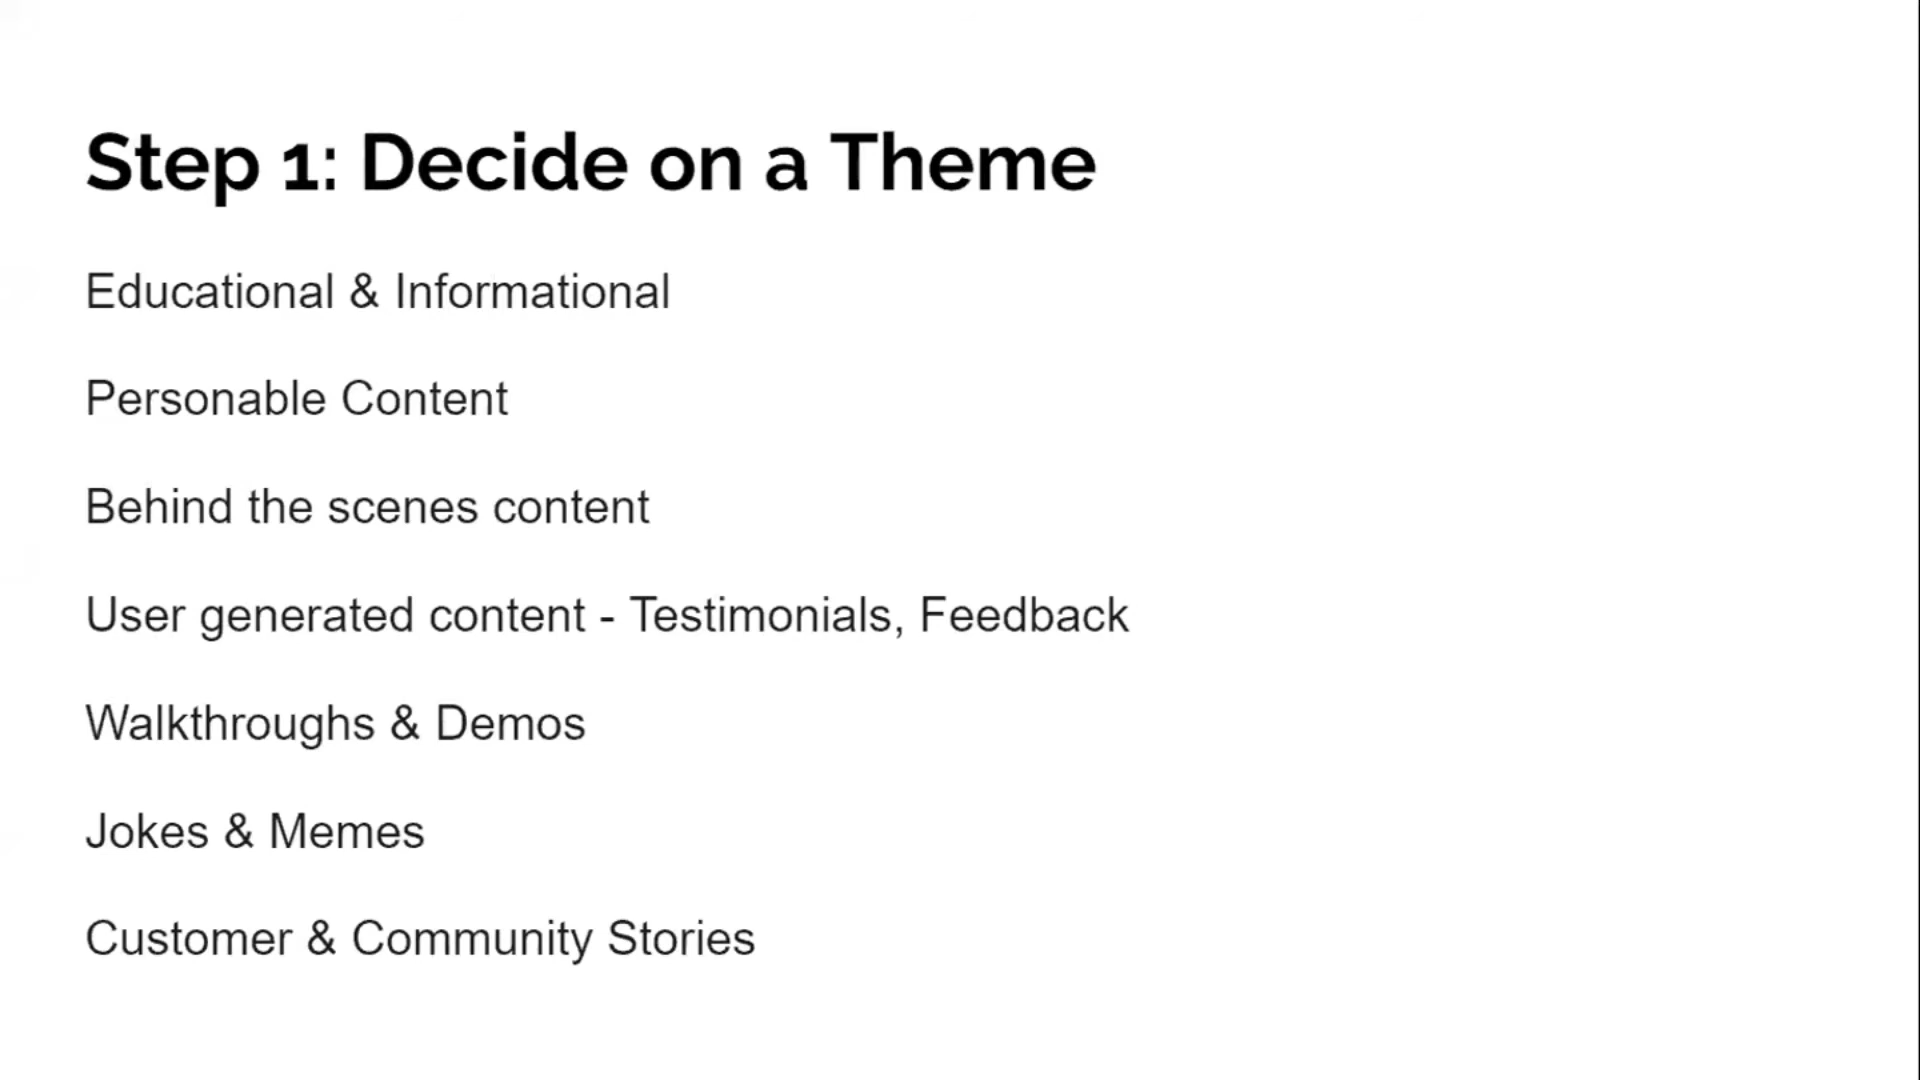 Step 1: Decide on a Theme
Educational & Informational
Personable Content
Behind the scenes content
User generated content - Testimonials, Feedback
Walkthroughs & Demos
Jokes & Memes
Customer & Community Stories